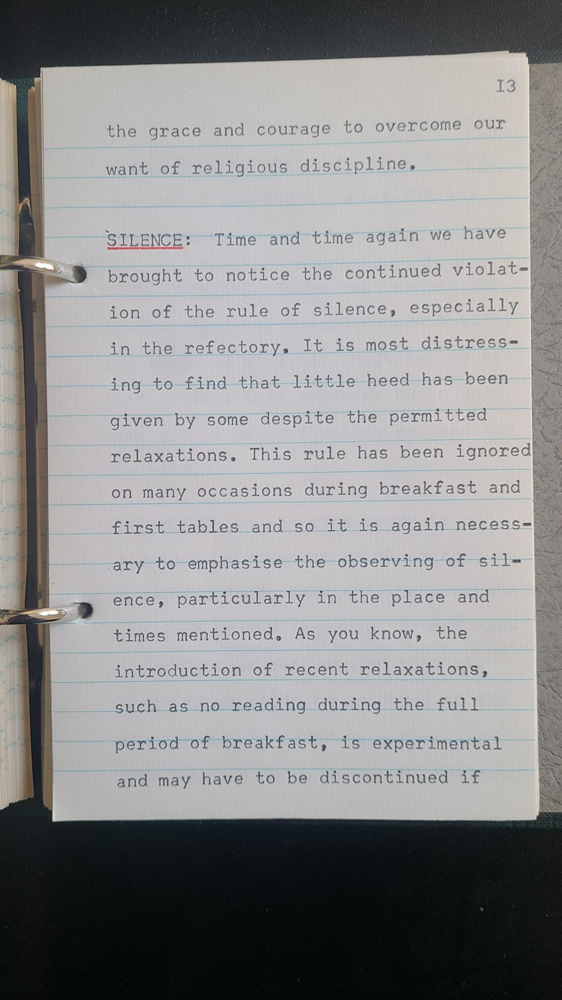 I3
the grace and courage to overcome our
want of religious discipline.
SILENCE: Time and time again we have
brought to notice the continued violat-
ion of the rule of silence, especially
in the refectory. It is most distress-
ing to find that little heed has been
given by some despite the permitted
relaxations. This rule has been ignored
on many occasions during breakfast and
first tables and so it is again necess-
ary to emphasise the observing of sil-
ence, particularly in the place and
times mentioned. As you know, the
introduction of recent relaxations,
such as no reading during the full
period of breakfast, is experimental
and may have to be discontinued if